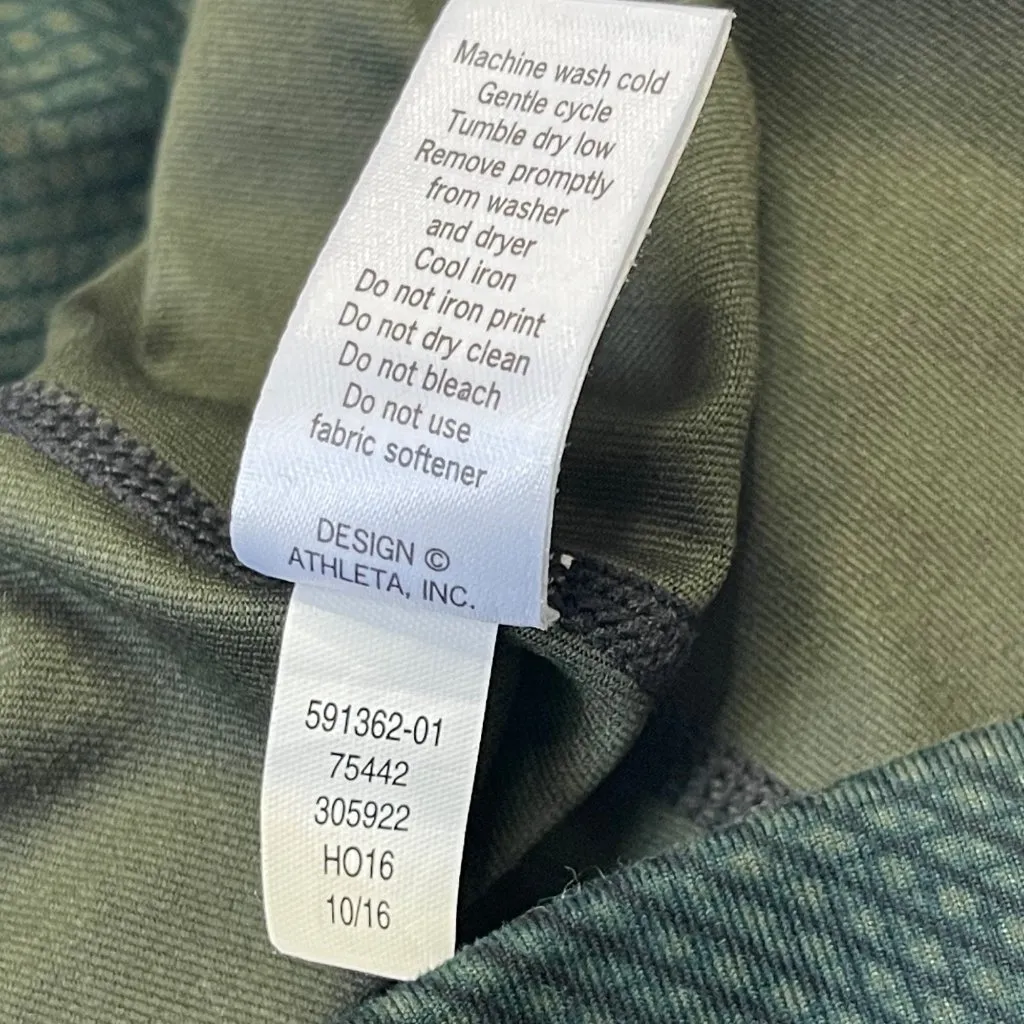 Machine wash cold
Gentle cycle
Tumble dry low
Remove promptly
from washer
and dryer
Cool iron
Do not iron print
Do not dry clean
Do not bleach
Do not use
fabric softener
DESIGN ©
ATHLETA, INC.
591362-01
75442
305922
HO16
10/16